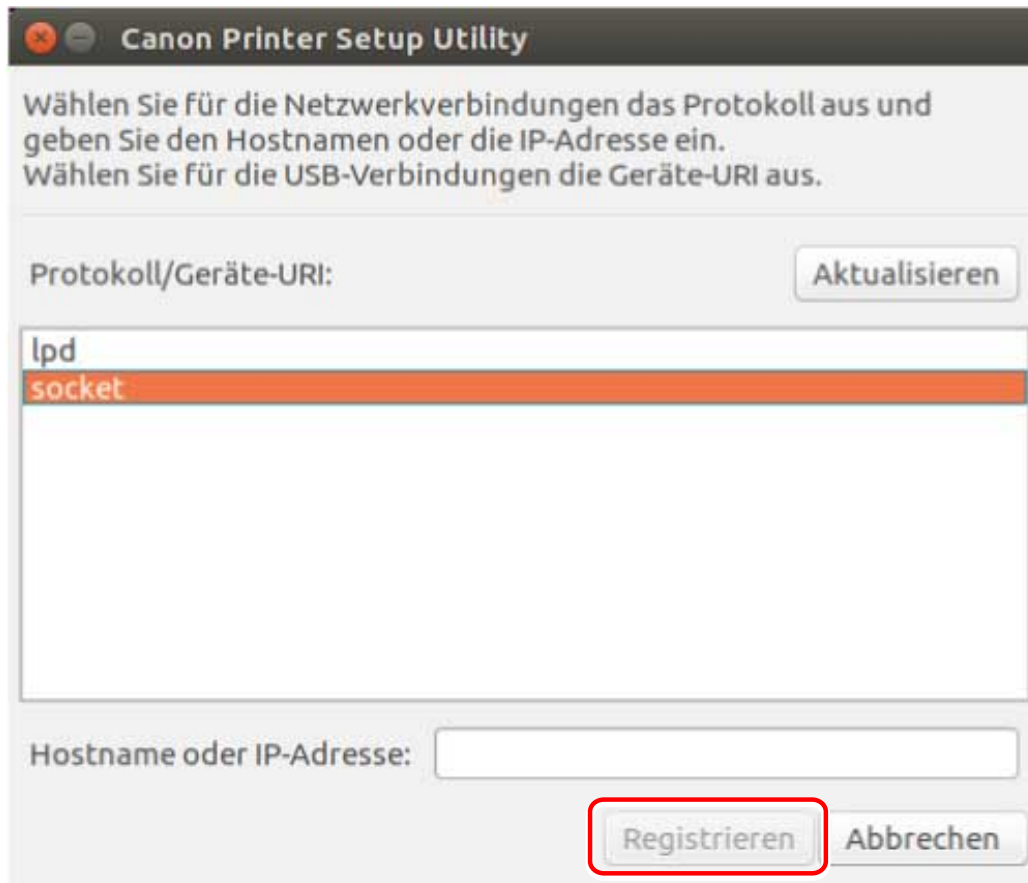 Canon Printer Setup Utility
Wählen Sie für die Netzwerkverbindungen das Protokoll aus und
geben Sie den Hostnamen oder die IP-Adresse ein.
Wählen Sie für die USB-Verbindungen die Geräte-URI aus.
Protokoll/Geräte-URI:
Aktualisieren
lpd
socket
Hostname oder IP-Adresse:
Registrieren
Abbrechen